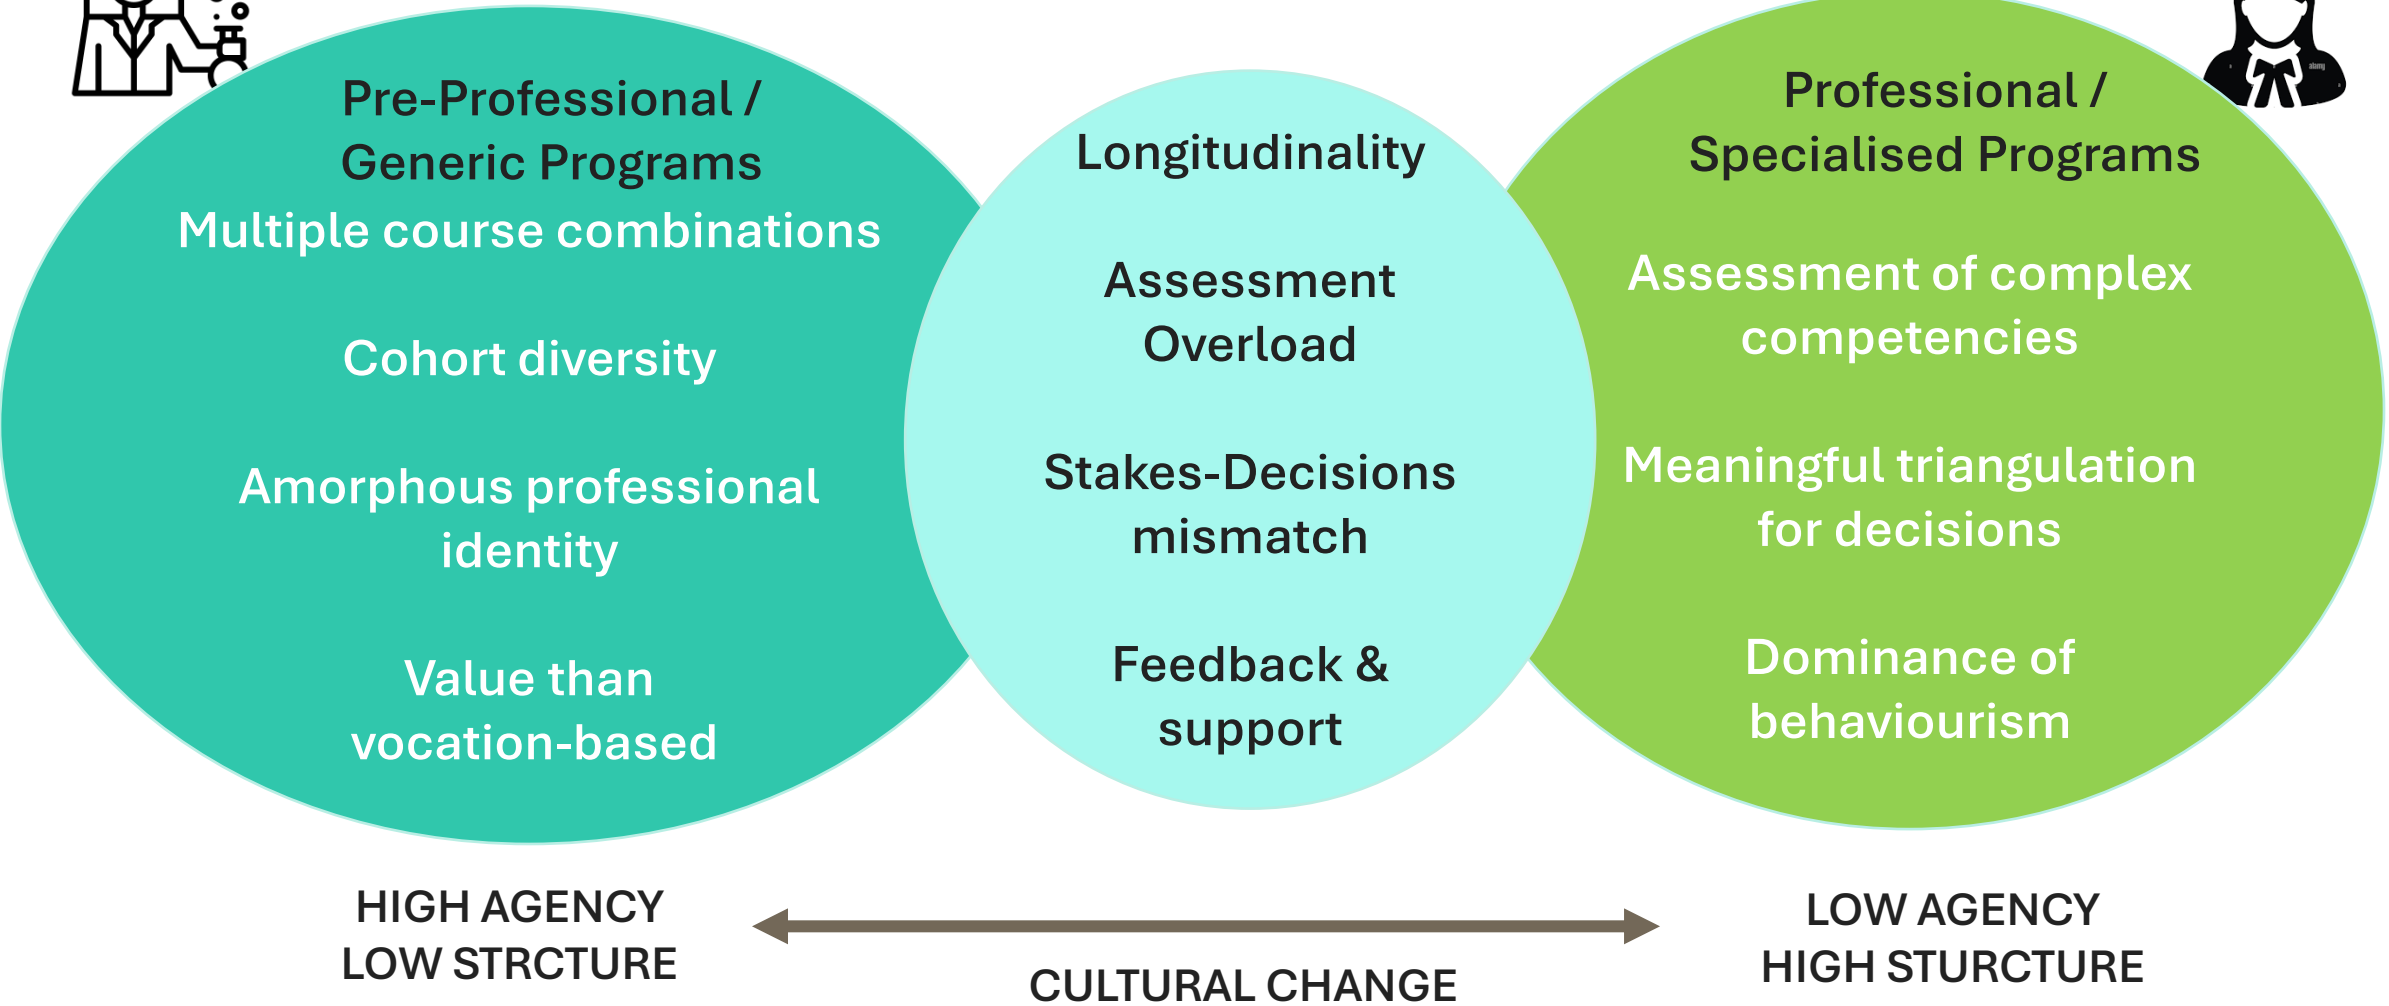 Pre-Professional /
Generic Programs
Multiple course combinations
Cohort diversity
Amorphous professional
identity
Value than
vocation-based
Longitudinality
Assessment
Overload
Stakes-Decisions
mismatch
Feedback &
support
Professional /
Specialised Programs
Assessment of complex
competencies
Meaningful triangulation
for decisions
Dominance of
behaviourism
alamy
HIGH AGENCY
LOW STRCTURE
CULTURAL CHANGE
LOW AGENCY
HIGH STURCTURE